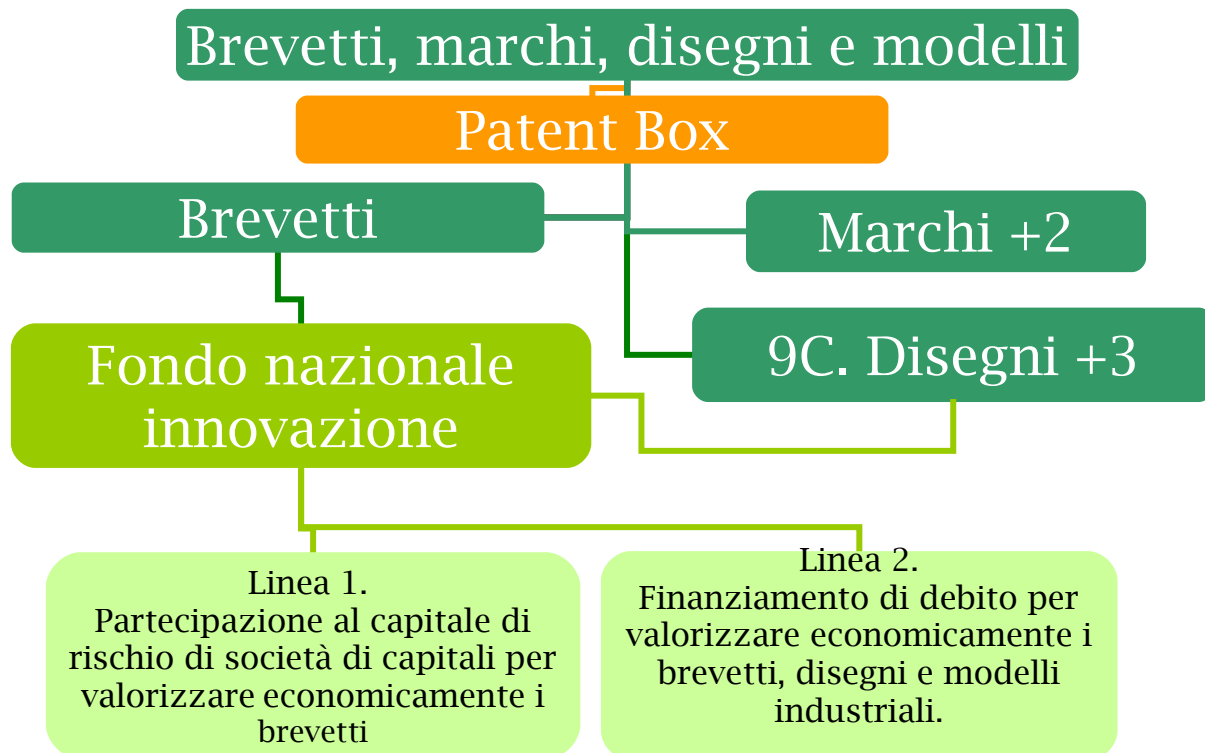 Brevetti, marchi, disegni e modelli
Patent Box
Brevetti
Marchi +2
Fondo nazionale
innovazione
9C. Disegni +3
Linea 1.
Partecipazione al capitale di
rischio di società di capitali per
valorizzare economicamente i
brevetti
Linea 2.
Finanziamento di debito per
valorizzare economicamente i
brevetti, disegni e modelli
industriali.